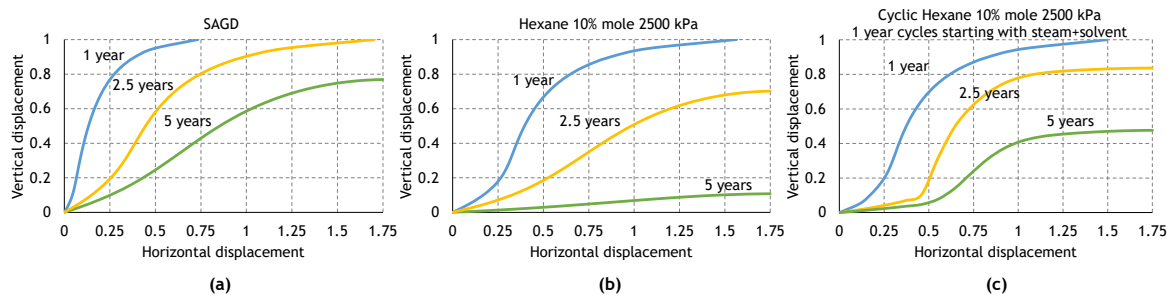 SAGD
1
0.8
0.6
0.4
0.2
0
Vertical displacement
1 year
2.5 years
5 years
0 0.25 0.5 0.75 1 1.25 1.5 1.75
Horizontal displacement
(a)
Hexane 10% mole 2500 kPa
1
0.8
0.6
0.4
0.2
0
Vertical displacement
1 year
2.5 years
5 years
0 0.25 0.5 0.75 1 1.25 1.5 1.75
Horizontal displacement
(b)
Cyclic Hexane 10% mole 2500 kPa
1 year cycles starting with steam+solvent
1
0.8
0.6
0.4
0.2
0
Vertical displacement
1 year
2.5 years
5 years
0 0.25 0.5 0.75 1 1.25 1.5 1.75
Horizontal displacement
(c)